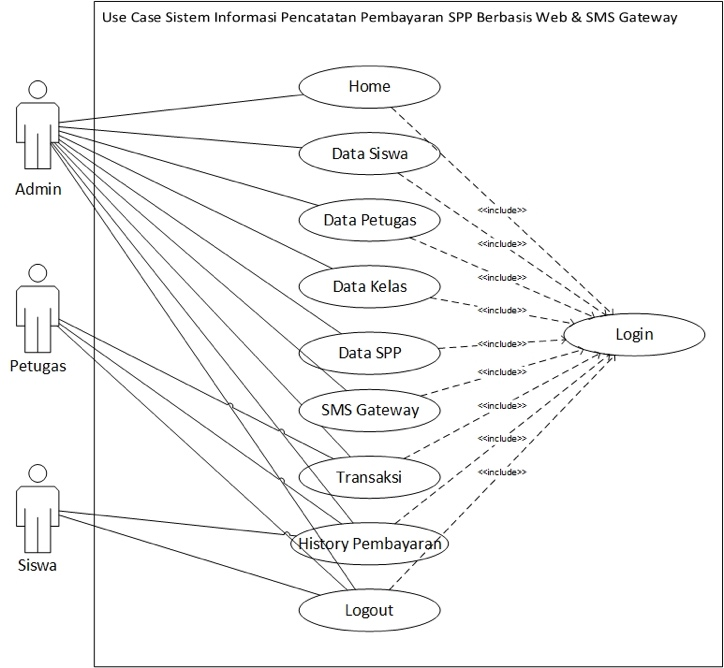 Use Case Sistem Informasi Pencatatan Pembayaran SPP Berbasis Web & SMS Gateway
Home
Admin
Data Siswa
<<include>>
Data Petugas
<<include>>
<<include>>
Data Kelas
<<include>>
Login
Petugas
Data SPP
<<include>>
<<include>>
SMS Gateway
<<include>>
<<include>>
Transaksi
<<include>>
History Pembayaran
Siswa
Logout